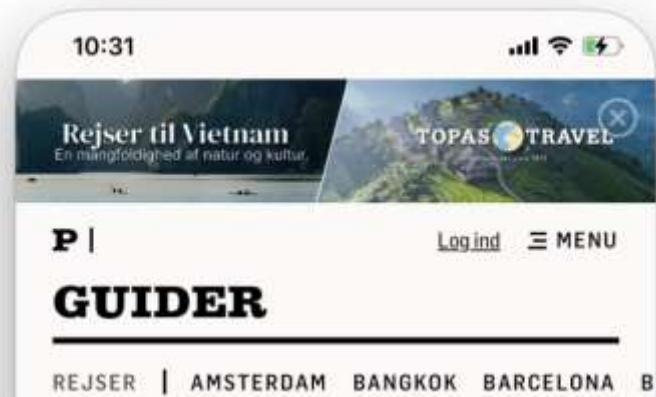 10:31
Rejser til Vietnam
En mangfoldighed af natur og kultur.
TOPAS TRAVEL
P |
Log ind
MENU
GUIDER
REJSER | AMSTERDAM BANGKOK BARCELONA B